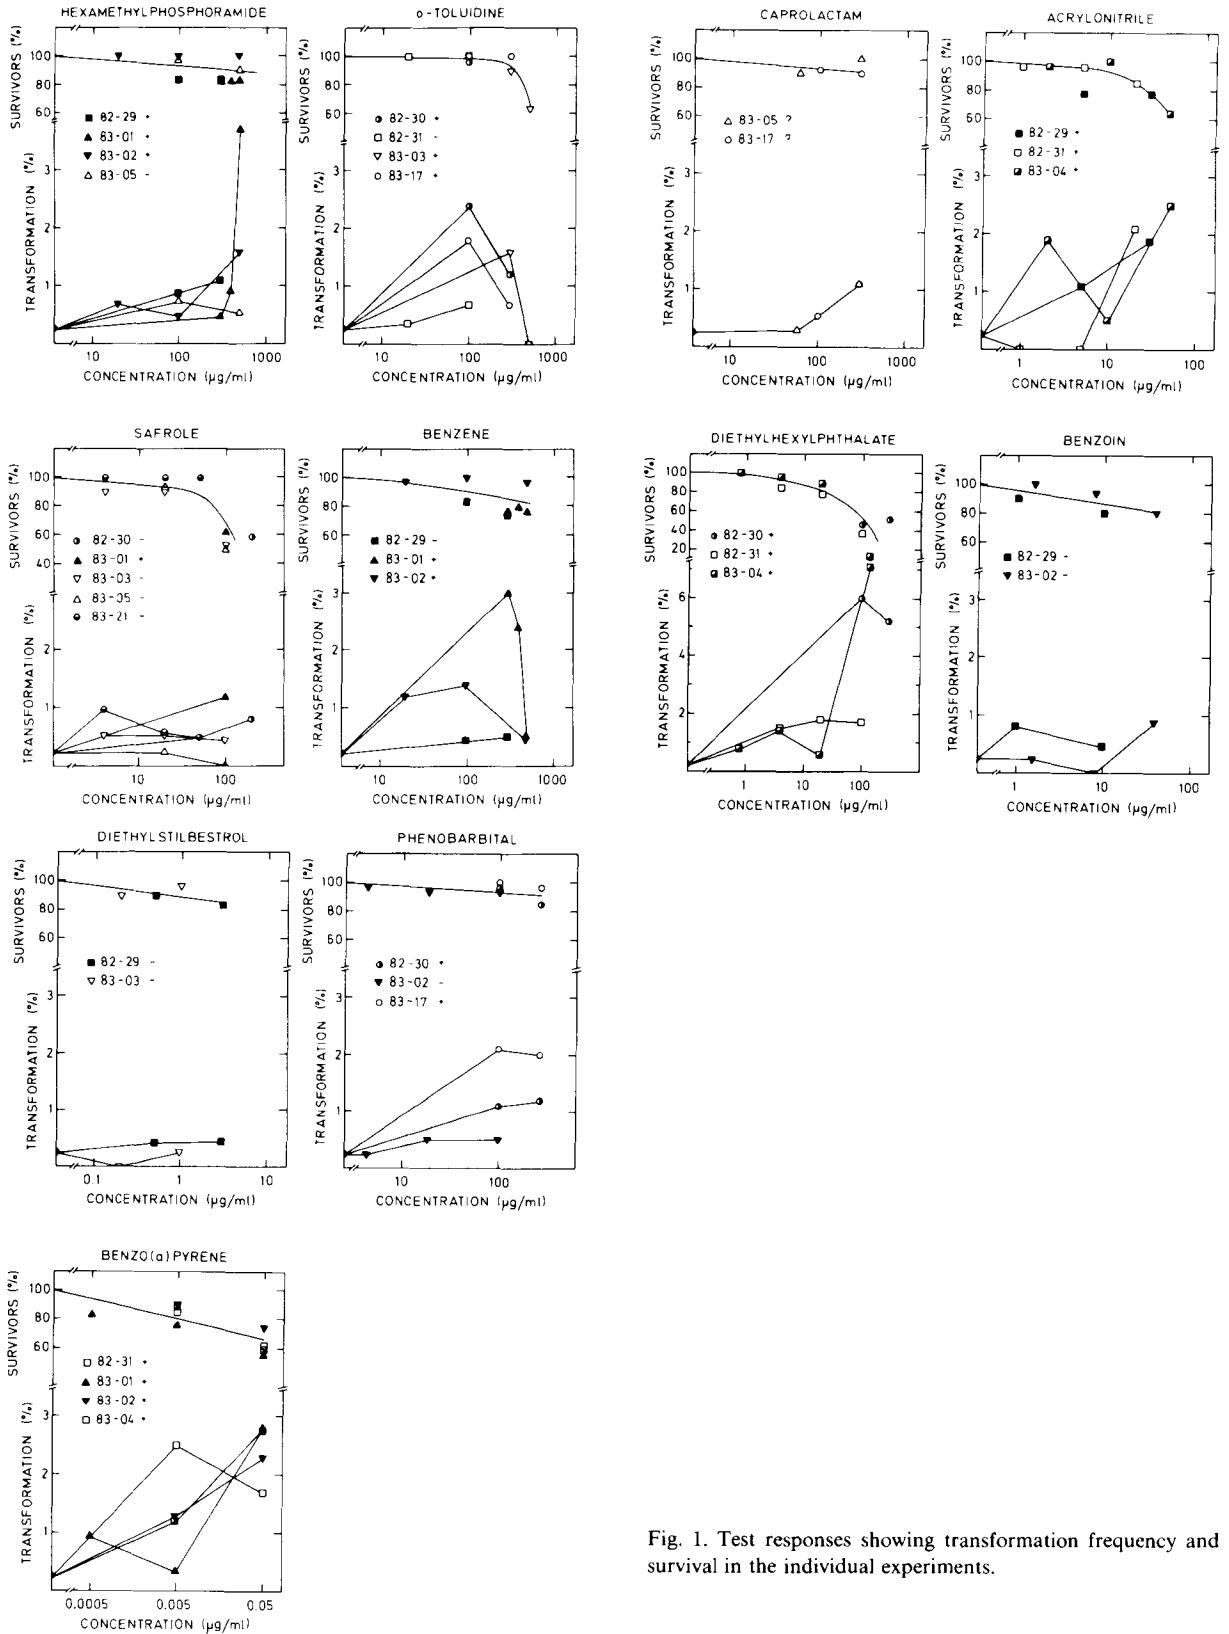 HEXAMETHYLPHOSPHORAMIDE
SURVIVORS (%)
100
80
60
82-29 +
83-01 +
83-02 +
83-05 -
TRANSFORMATION (%)
3
2
1
10 100 1000
CONCENTRATION (µg/ml)
o-TOLUIDINE
SURVIVORS (%)
100
80
60
82-30 +
82-31 -
83-03 +
83-17 +
TRANSFORMATION (%)
3
2
1
10 100 1000
CONCENTRATION (µg/ml)
CAPROLACTAM
SURVIVORS (%)
100
80
60
83-05 ?
83-17 ?
TRANSFORMATION (%)
3
2
1
10 100 1000
CONCENTRATION (µg/ml)
ACRYLONITRILE
SURVIVORS (%)
100
80
60
82-29 +
82-31 +
83-04 +
TRANSFORMATION (%)
3
2
1
1 10 100
CONCENTRATION (µg/ml)
SAFROLE
SURVIVORS (%)
100
80
60
40
82-30 -
83-01 +
83-03 -
83-05 -
83-21 -
TRANSFORMATION (%)
2
1
10 100
CONCENTRATION (µg/ml)
BENZENE
SURVIVORS (%)
100
80
60
82-29 -
83-01 +
83-02 +
TRANSFORMATION (%)
3
2
1
10 100 1000
CONCENTRATION (µg/ml)
DIETHYLHEXYLPHTHALATE
SURVIVORS (%)
100
80
60
40
20
82-30 +
82-31 +
83-04 +
TRANSFORMATION (%)
6
4
2
1 10 100
CONCENTRATION (µg/ml)
BENZOIN
SURVIVORS (%)
100
80
60
82-29 -
83-02 -
TRANSFORMATION (%)
3
2
1
1 10 100
CONCENTRATION (µg/ml)
DIETHYLSTILBESTROL
SURVIVORS (%)
100
80
60
82-29 -
83-03 -
TRANSFORMATION (%)
3
2
1
0.1 1 10
CONCENTRATION (µg/ml)
PHENOBARBITAL
SURVIVORS (%)
100
80
60
82-30 +
83-02 -
83-17 +
TRANSFORMATION (%)
3
2
1
10 100
CONCENTRATION (µg/ml)
BENZO(a)PYRENE
SURVIVORS (%)
100
80
60
82-31 +
83-01 +
83-02 +
83-04 +
TRANSFORMATION (%)
3
2
1
0.0005 0.005 0.05
CONCENTRATION (µg/ml)
Fig. 1. Test responses showing transformation frequency and
survival in the individual experiments.